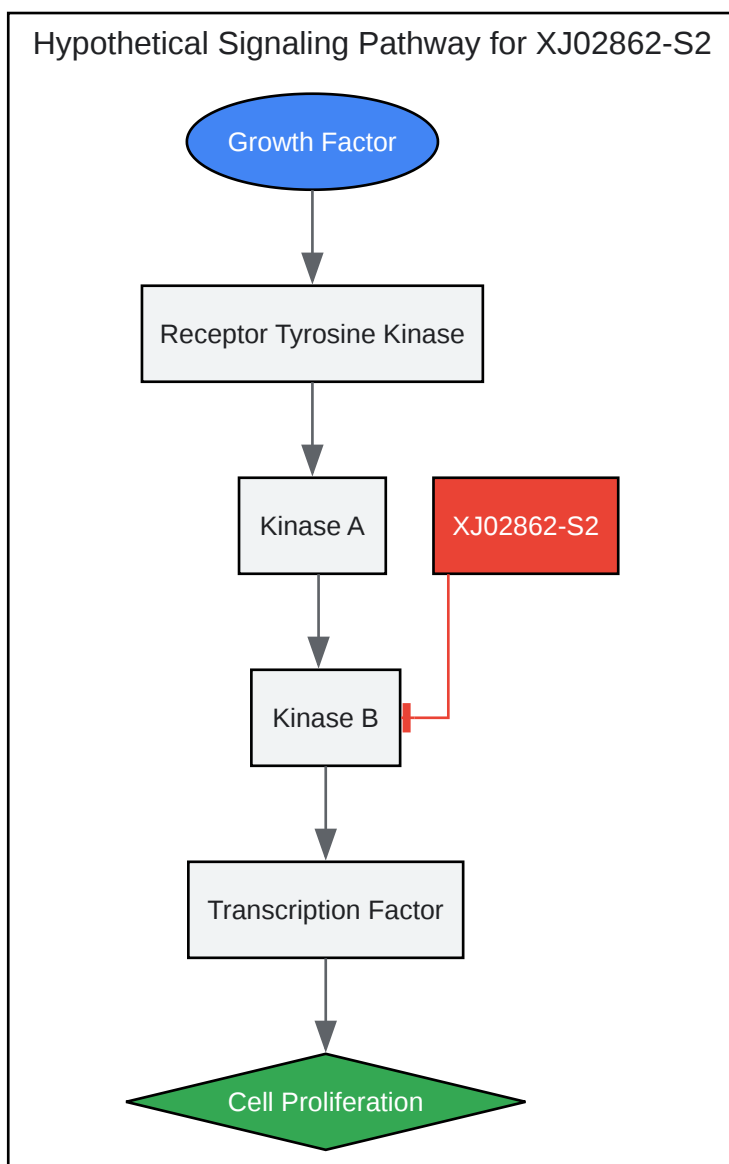 Hypothetical Signaling Pathway for XJ02862-S2
Growth Factor
Receptor Tyrosine Kinase
Kinase A
XJ02862-S2
Kinase B
Transcription Factor
Cell Proliferation